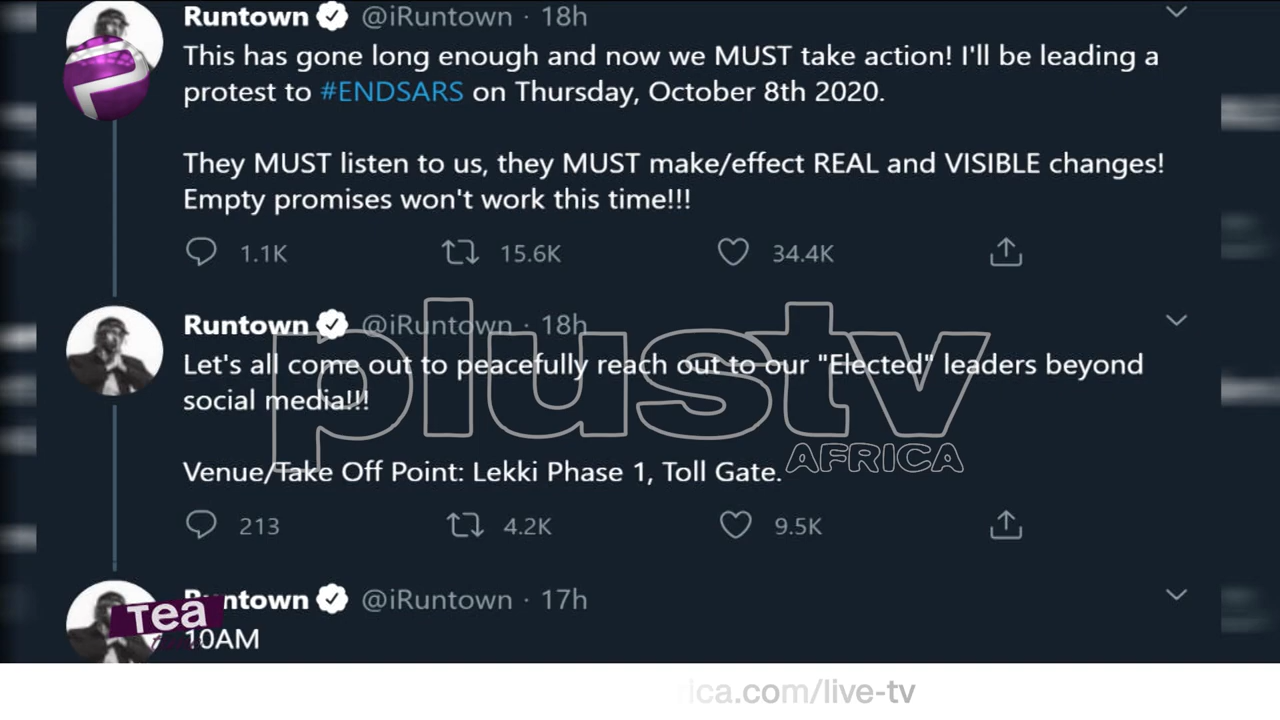 Runtown @iRuntown · 18h
This has gone long enough and now we MUST take action! I'll be leading a
protest to #ENDSARS on Thursday, October 8th 2020.
They MUST listen to us, they MUST make/effect REAL and VISIBLE changes!
Empty promises won't work this time!!!
1.1K 15.6K 34.4K
Runtown @iRuntown · 18h
Let's all come out to peacefully reach out to our "Elected" leaders beyond
social media!!!
Venue/Take Off Point: Lekki Phase 1, Toll Gate.
plustv
AFRICA
213 4.2K 9.5K
Runtown @iRuntown · 17h
Tea
10AM
rica.com/live-tv